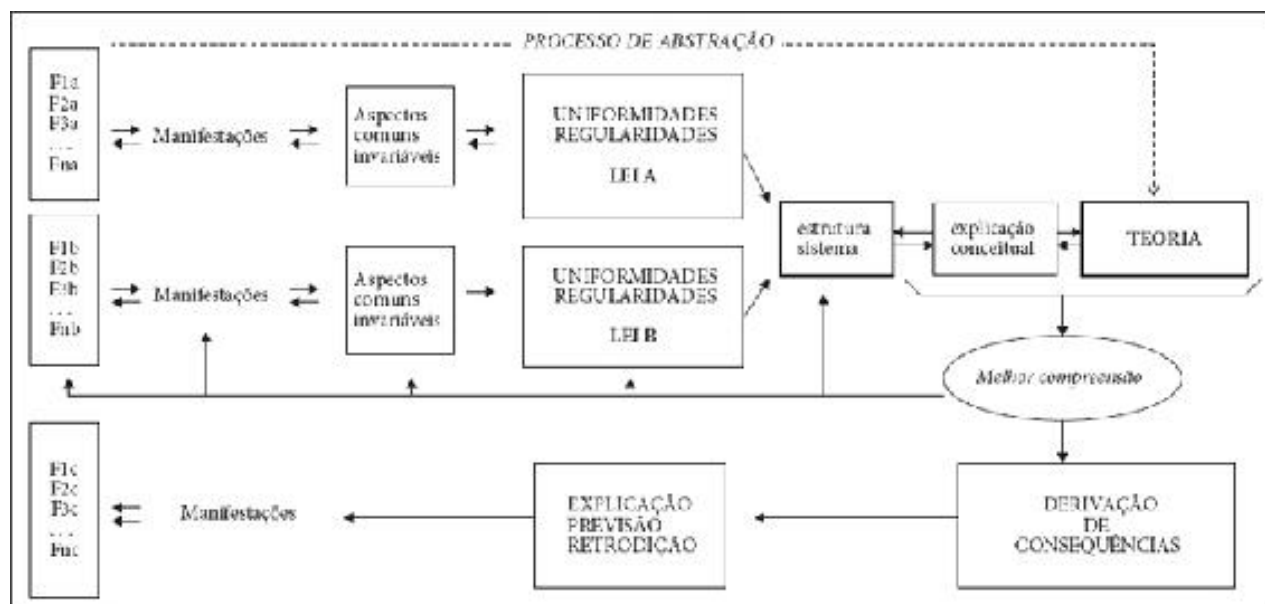 PROCESSO DE ABSTRAÇÃO
F1a
F2a
F3a
....
Fna
Manifestações
Aspectos
comuns
invariáveis
UNIFORMIDADES
REGULARIDADES
LEI A
F1b
F2b
F3b
....
Fnb
Manifestações
Aspectos
comuns
invariáveis
UNIFORMIDADES
REGULARIDADES
LEI B
estrutura
sistema
explicação
conceitual
TEORIA
Melhor compreensão
F1c
F2c
F3c
....
Fnc
Manifestações
EXPLICAÇÃO
PREVISÃO
RETRODIÇÃO
DERIVAÇÃO
DE
CONSEQUÊNCIAS